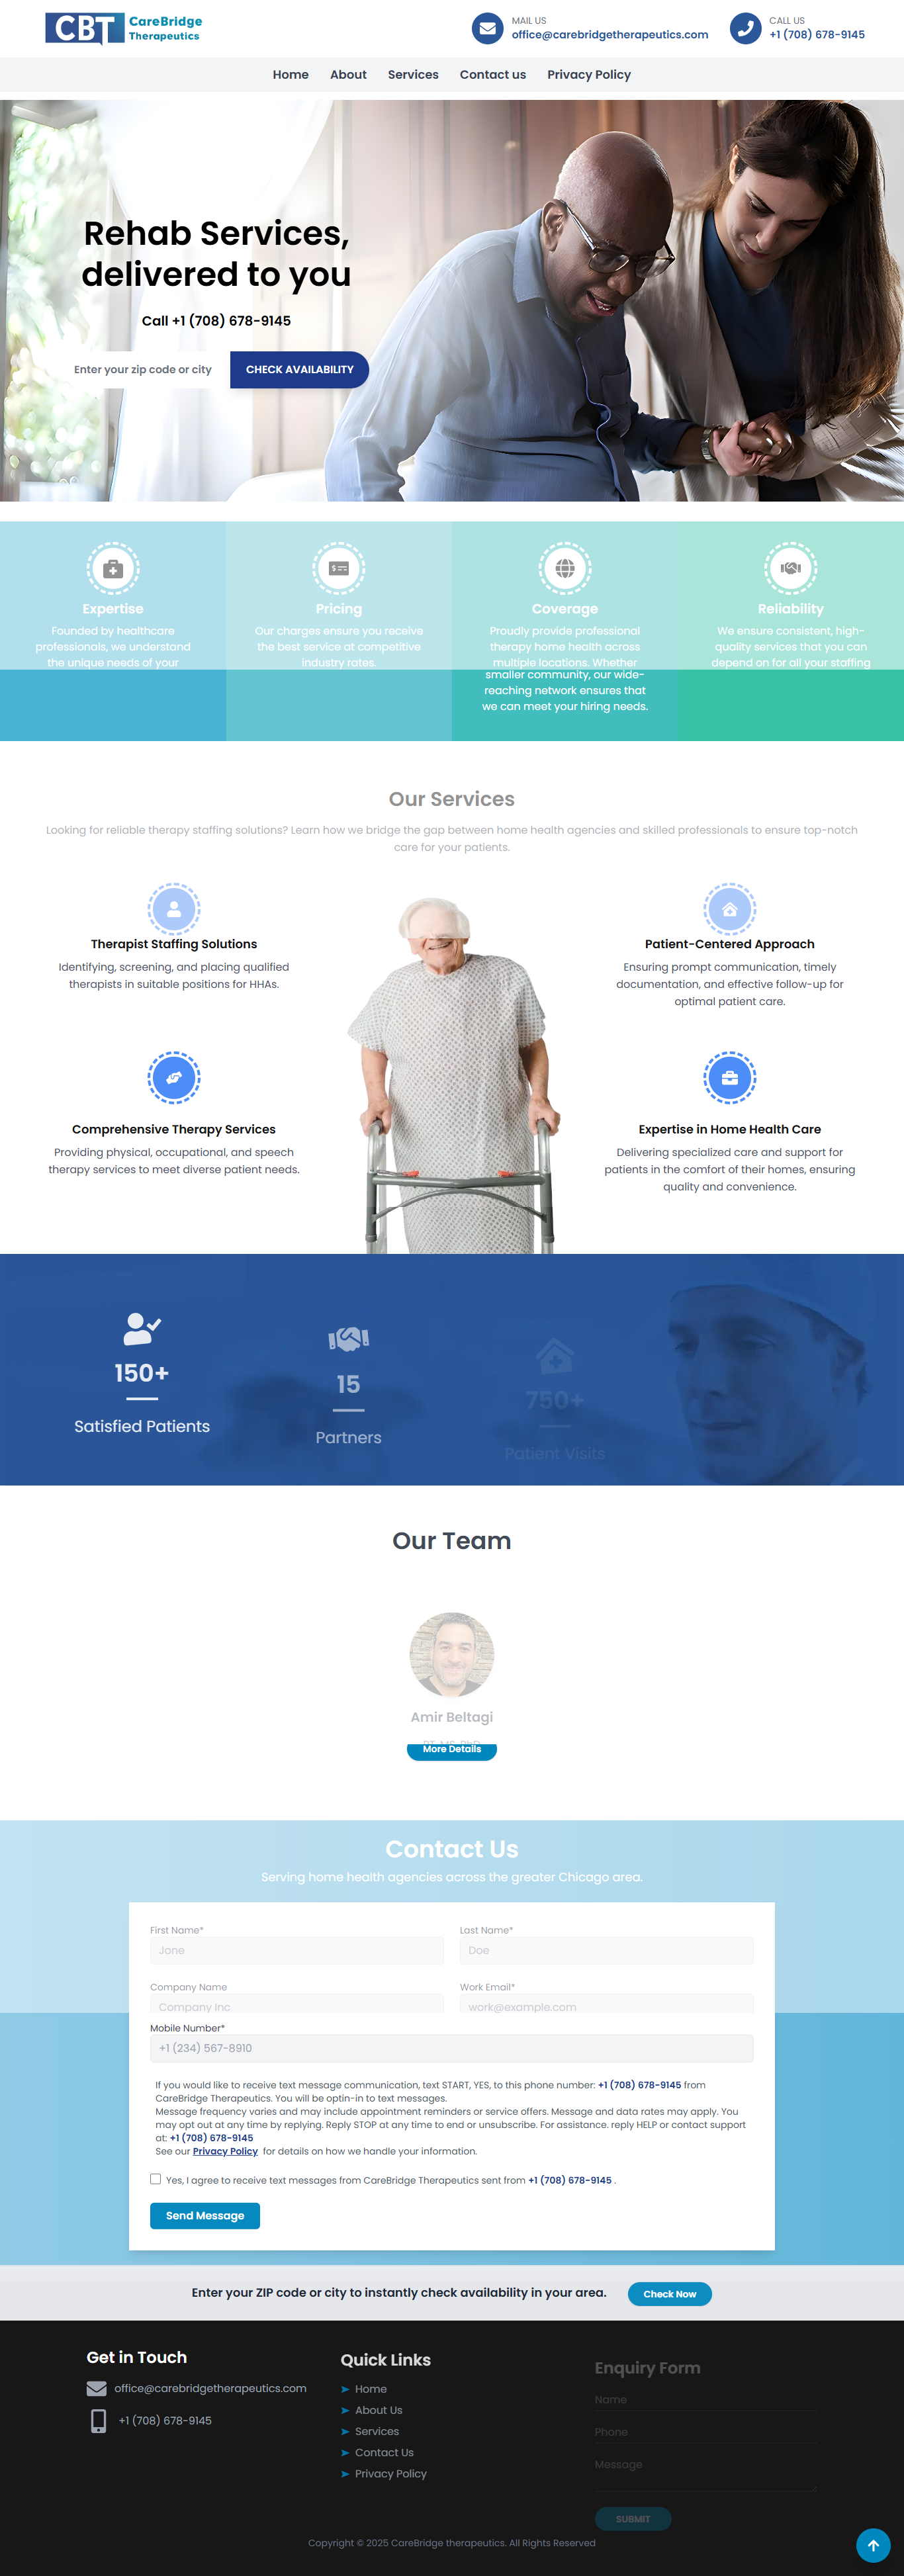 CBT CareBridge
Therapeutics
MAIL US
office@carebridgetherapeutics.com
CALL US
+1 (708) 678-9145
Home About Services Contact us Privacy Policy
Rehab Services,
delivered to you
Call +1 (708) 678-9145
Enter your zip code or city CHECK AVAILABILITY
Expertise
Founded by healthcare
professionals, we understand
the unique needs of your
Pricing
Our charges ensure you receive
the best service at competitive
industry rates.
Coverage
Proudly provide professional
therapy home health across
multiple locations. Whether
smaller community, our wide-
reaching network ensures that
we can meet your hiring needs.
Reliability
We ensure consistent, high-
quality services that you can
depend on for all your staffing
Our Services
Looking for reliable therapy staffing solutions? Learn how we bridge the gap between home health agencies and skilled professionals to ensure top-notch
care for your patients.
Therapist Staffing Solutions
Identifying, screening, and placing qualified
therapists in suitable positions for HHAs.
Patient-Centered Approach
Ensuring prompt communication, timely
documentation, and effective follow-up for
optimal patient care.
Comprehensive Therapy Services
Providing physical, occupational, and speech
therapy services to meet diverse patient needs.
Expertise in Home Health Care
Delivering specialized care and support for
patients in the comfort of their homes, ensuring
quality and convenience.
150+
Satisfied Patients
15
Partners
750+
Patient Visits
Our Team
Amir Beltagi
More Details
Contact Us
Serving home health agencies across the greater Chicago area.
First Name* Last Name*
Jane Doe
Company Name Work Email*
Company Inc work@example.com
Mobile Number*
+1 (234) 567-8910
If you would like to receive text message communication, text START, YES, to this phone number: +1 (708) 678-9145 from
CareBridge Therapeutics. You will be optin-in to text messages.
Message frequency varies and may include appointment reminders or service offers. Message and data rates may apply. You
may opt out at any time by replying. Reply STOP at any time to end or unsubscribe. For assistance. reply HELP or contact support
at: +1 (708) 678-9145
See our Privacy Policy for details on how we handle your information.
Yes, I agree to receive text messages from CareBridge Therapeutics sent from +1 (708) 678-9145 .
Send Message
Enter your ZIP code or city to instantly check availability in your area. Check Now
Get in Touch
office@carebridgetherapeutics.com
+1 (708) 678-9145
Quick Links
Home
About Us
Services
Contact Us
Privacy Policy
Enquiry Form
Name
Phone
Message
SUBMIT
Copyright © 2025 CareBridge therapeutics. All Rights Reserved